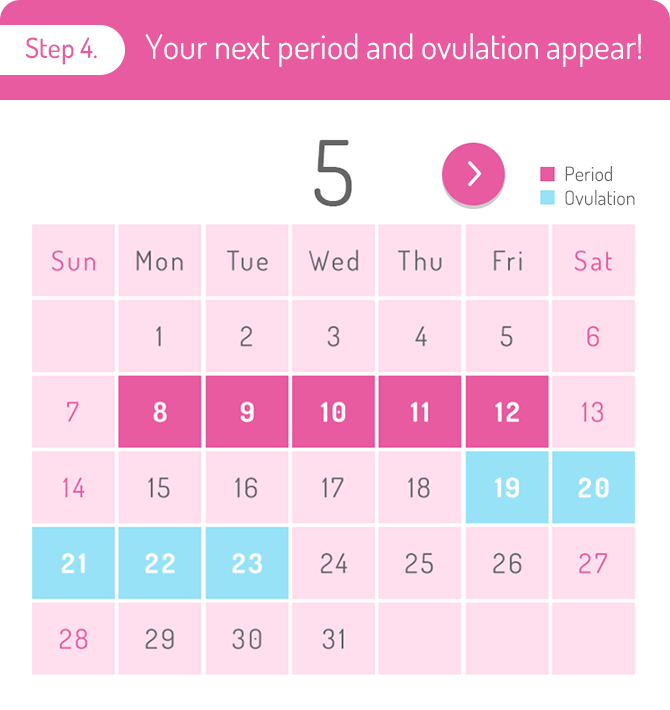 Step 4. Your next period and ovulation appear!
5
Period
Ovulation
Sun Mon Tue Wed Thu Fri Sat
1 2 3 4 5 6
7 8 9 10 11 12 13
14 15 16 17 18 19 20
21 22 23 24 25 26 27
28 29 30 31